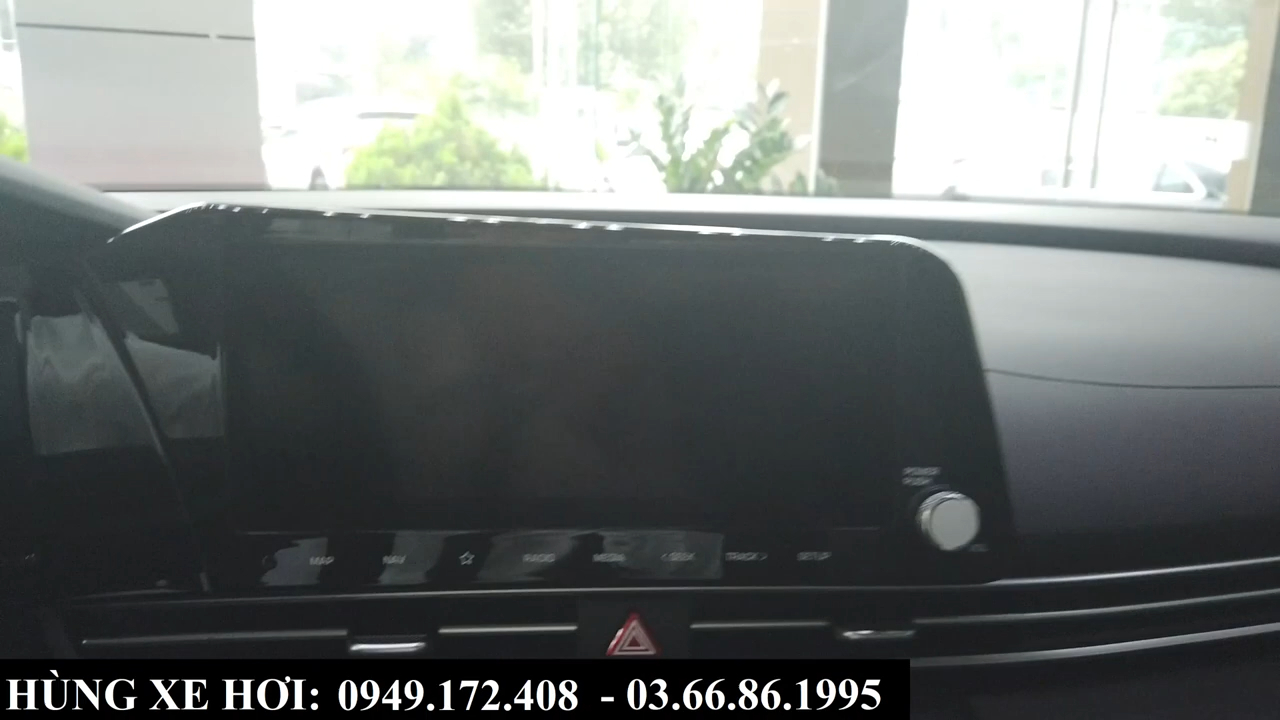 POWER
PUSH
MAP NAV ☆ RADIO MEDIA < SEEK TRACK > SETUP
HÙNG XE HƠI: 0949.172.408 - 03.66.86.1995